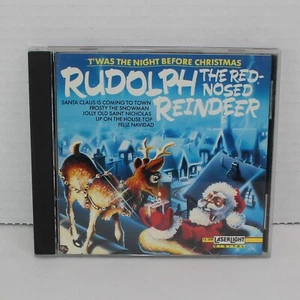 T'WAS THE NIGHT BEFORE CHRISTMAS
RUDOLPH THE RED-
NOSED
REINDEER
SANTA CLAUS IS COMING TO TOWN
FROSTY THE SNOWMAN
JOLLY OLD SAINT NICHOLAS
UP ON THE HOUSE TOP
FELIZ NAVIDAD
LASERLIGHT